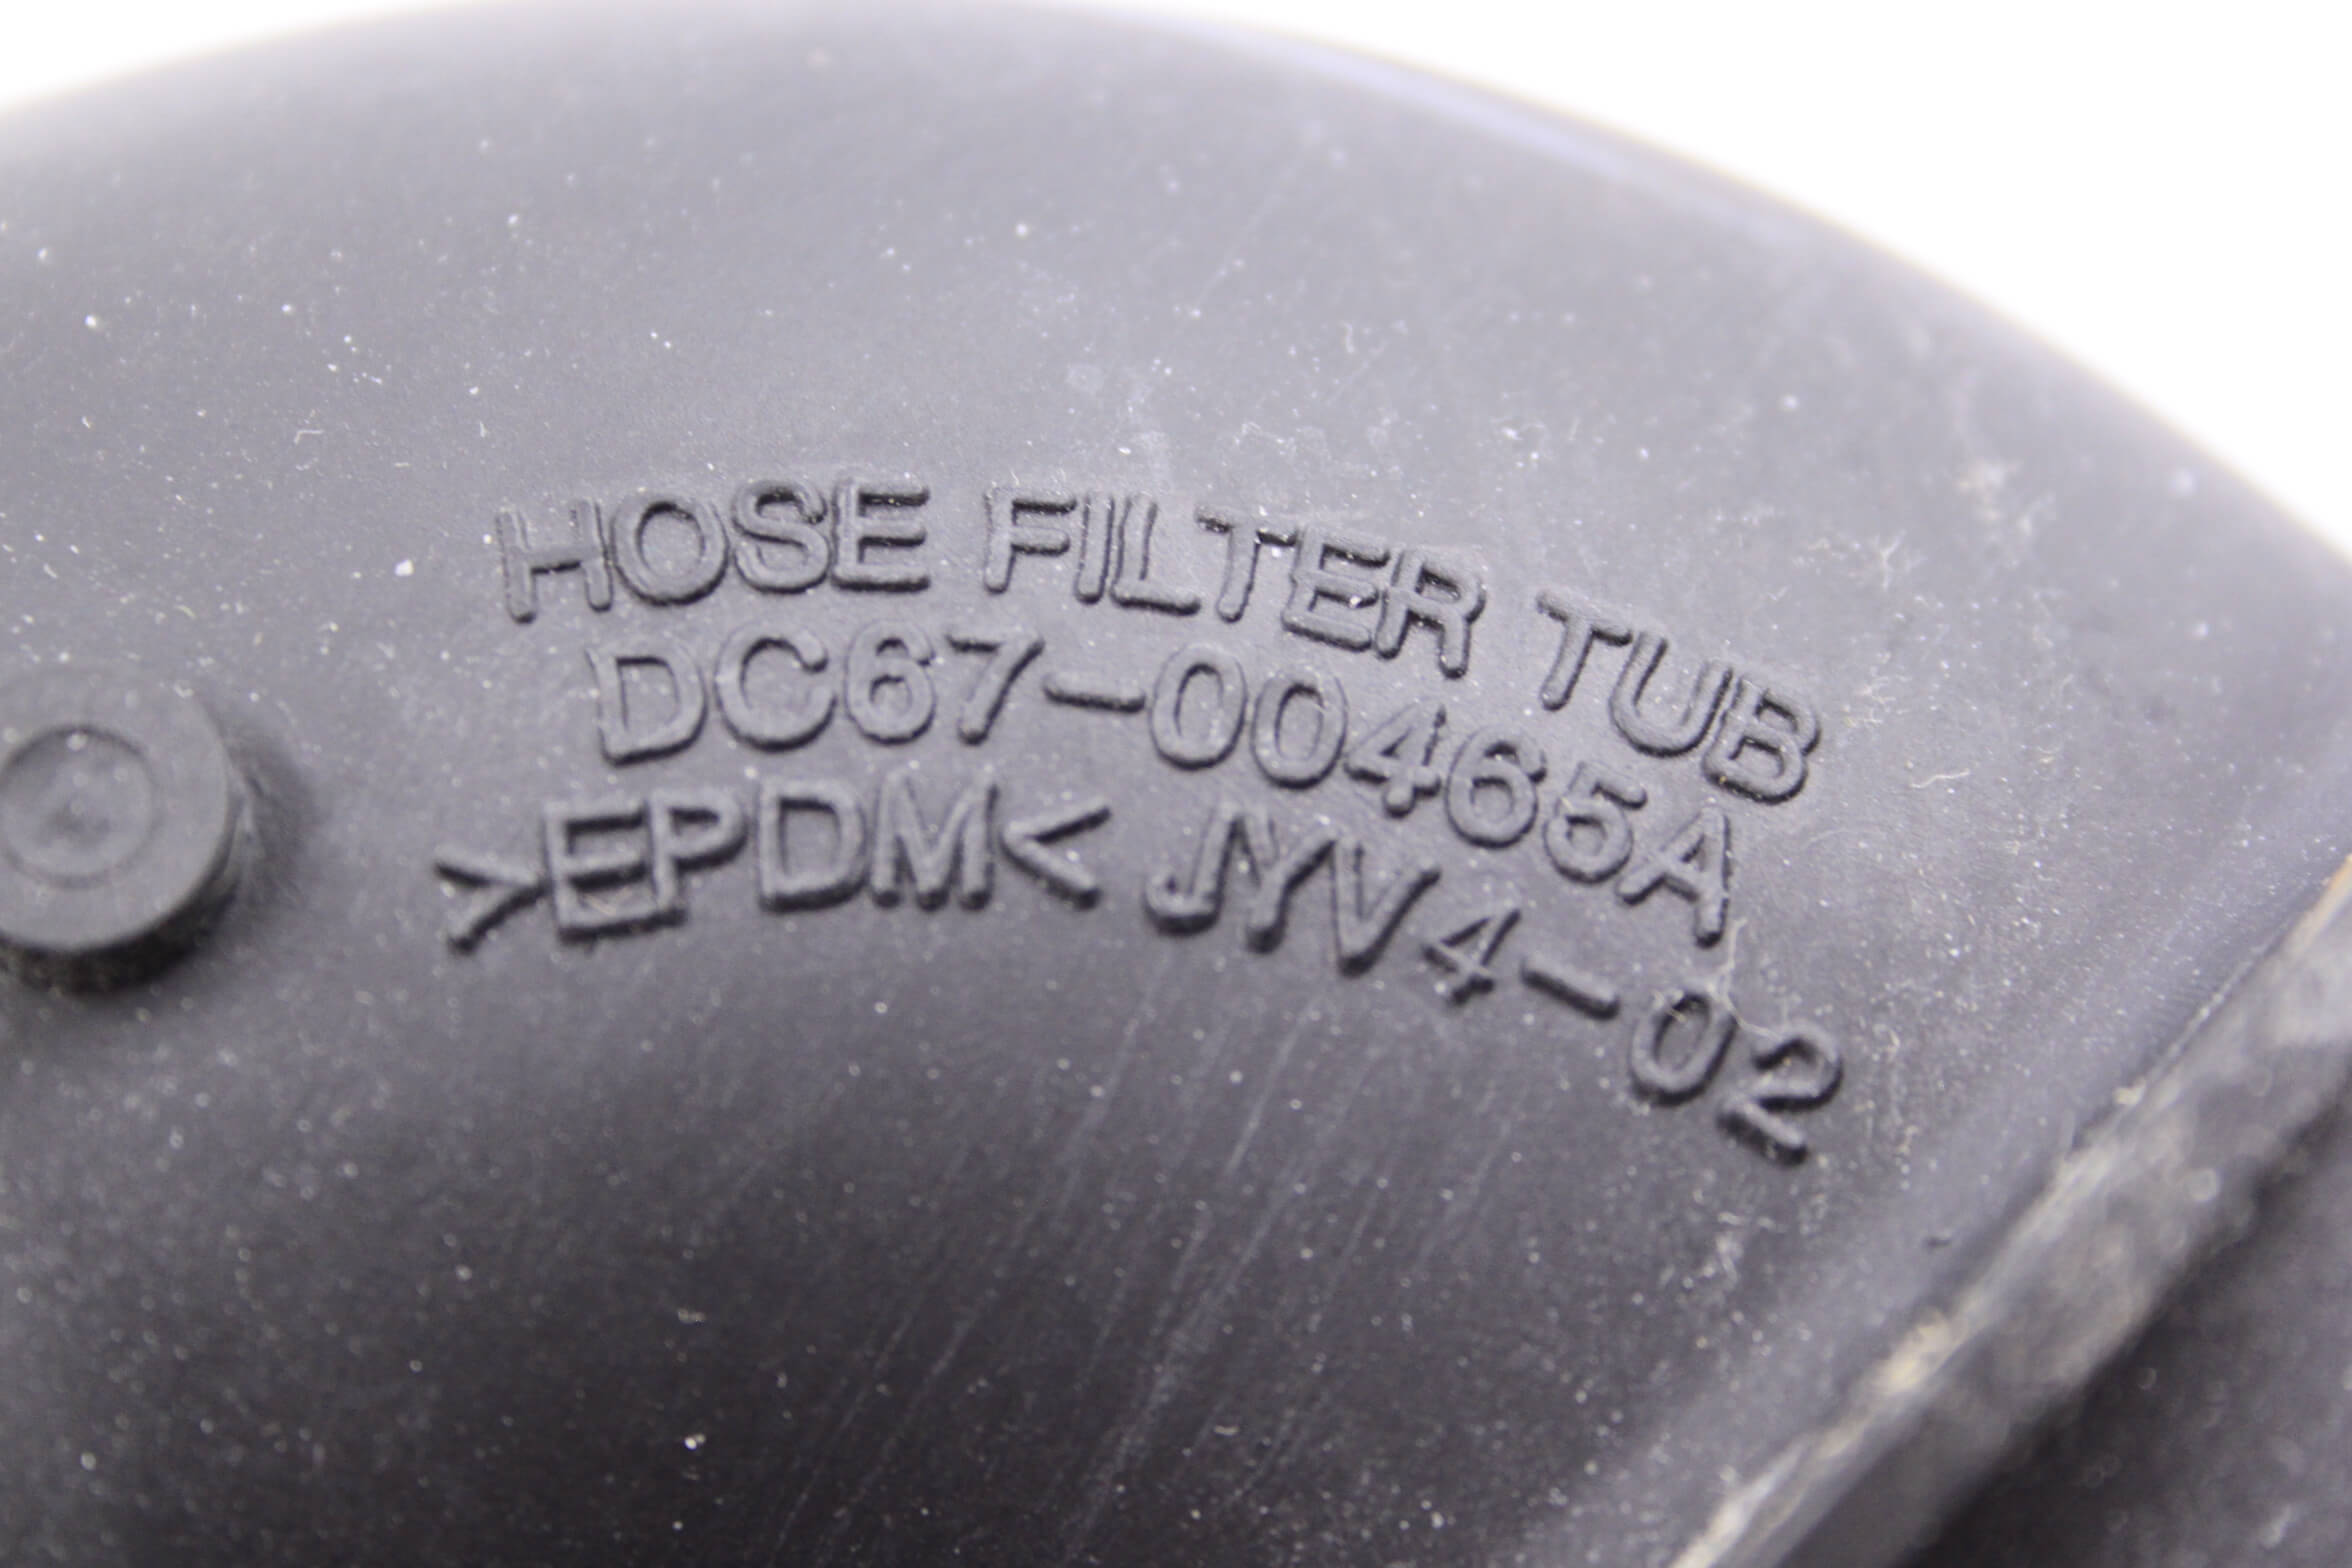 HOSE FILTER TUB
DC67-00465A
>EPDM< JYV4-02